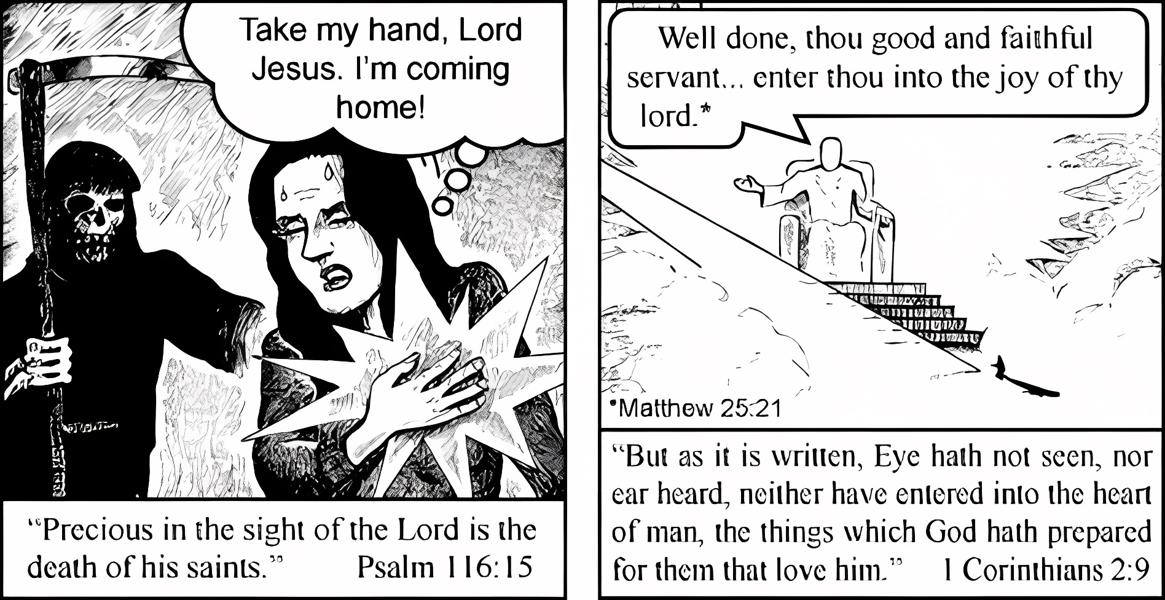 Take my hand, Lord
Jesus. I'm coming
home!
"Precious in the sight of the Lord is the
death of his saints." Psalm 116:15
Well done, thou good and faithful
servant... enter thou into the joy of thy
lord.*
*Matthew 25:21
"But as it is written, Eye hath not seen, nor
ear heard, neither have entered into the heart
of man, the things which God hath prepared
for them that love him." 1 Corinthians 2:9